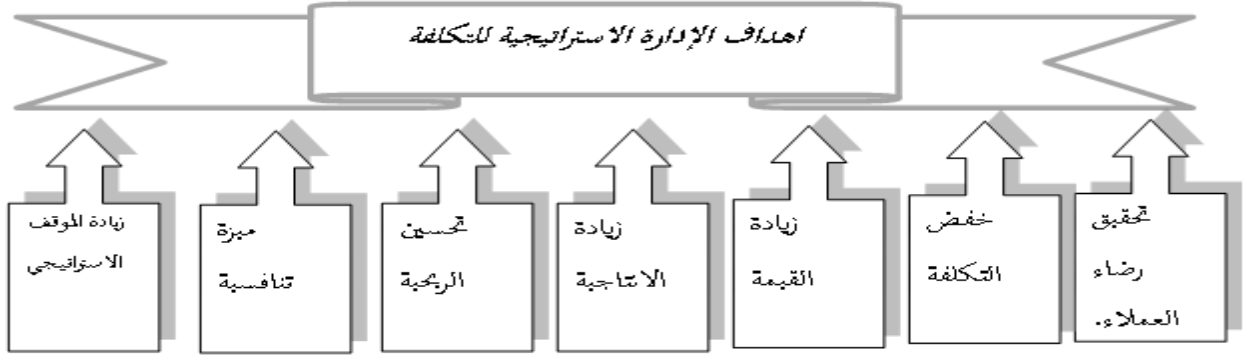 اهداف الإدارة الاستراتيجية للتكلفة
تحقيق
رضاء
العملاء.
خفض
التكلفة
زيادة
القيمة
زيادة
الانتاجية
تحسين
الربحية
ميزة
تنافسية
زيادة الموقف
الاستراتيجي